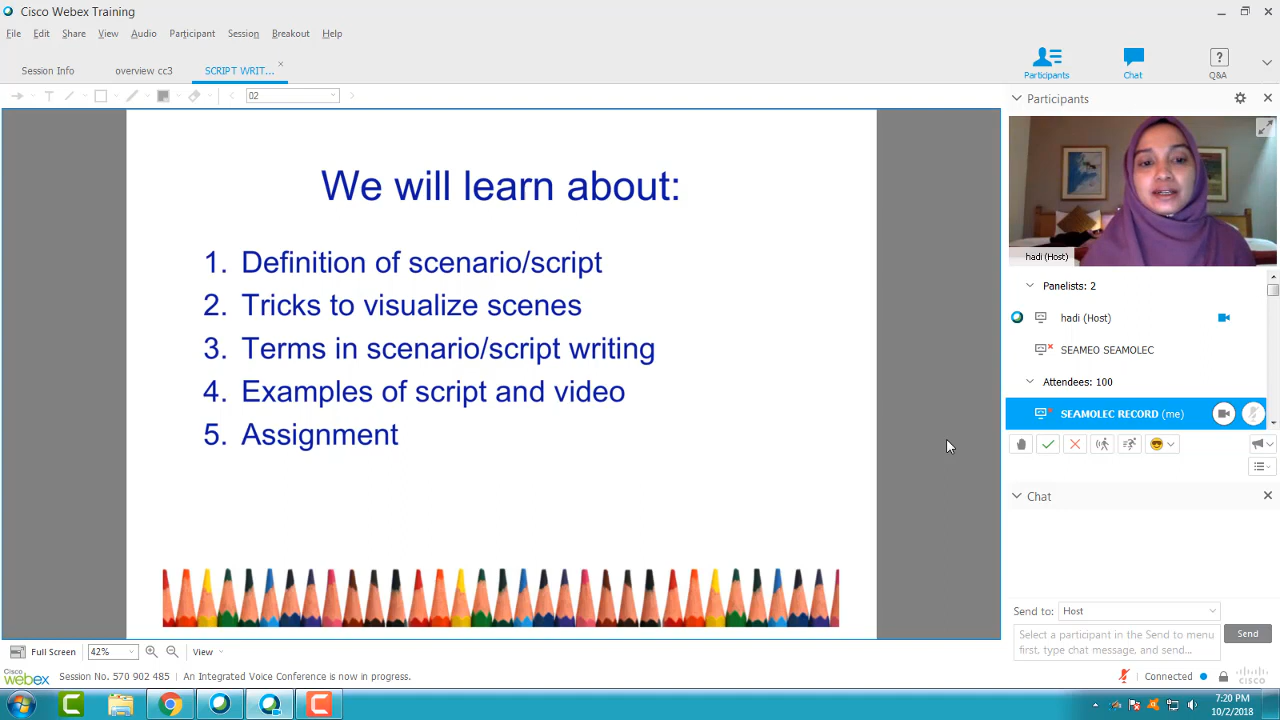 Cisco Webex Training
File Edit Share View Audio Participant Session Breakout Help
Session Info overview cc3 SCRIPT WRIT...
Participants Chat Q&A
02
We will learn about:
1. Definition of scenario/script
2. Tricks to visualize scenes
3. Terms in scenario/script writing
4. Examples of script and video
5. Assignment
Participants
hadi (Host)
Panelists: 2
hadi (Host)
SEAMEO SEAMOLEC
Attendees: 100
SEAMOLEC RECORD (me)
Chat
Send to: Host
Select a participant in the Send to menu
first, type chat message, and send...
Send
Full Screen 42% View
Cisco
webex
Session No. 570 902 485 An Integrated Voice Conference is now in progress.
Connected
cisco
7:20 PM
10/2/2018